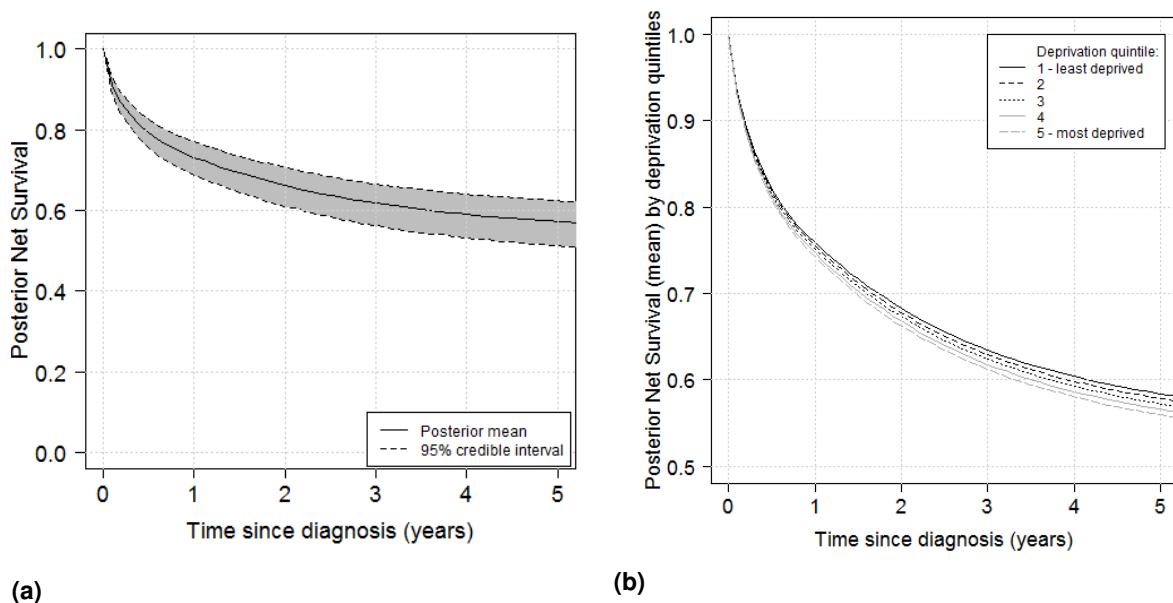 Posterior Net Survival
1.0
0.8
0.6
0.4
0.2
0.0
Posterior mean
95% credible interval
0 1 2 3 4 5
Time since diagnosis (years)
(a)
Posterior Net Survival (mean) by deprivation quintiles
1.0
0.9
0.8
0.7
0.6
0.5
Deprivation quintile:
1 - least deprived
2
3
4
5 - most deprived
0 1 2 3 4 5
Time since diagnosis (years)
(b)